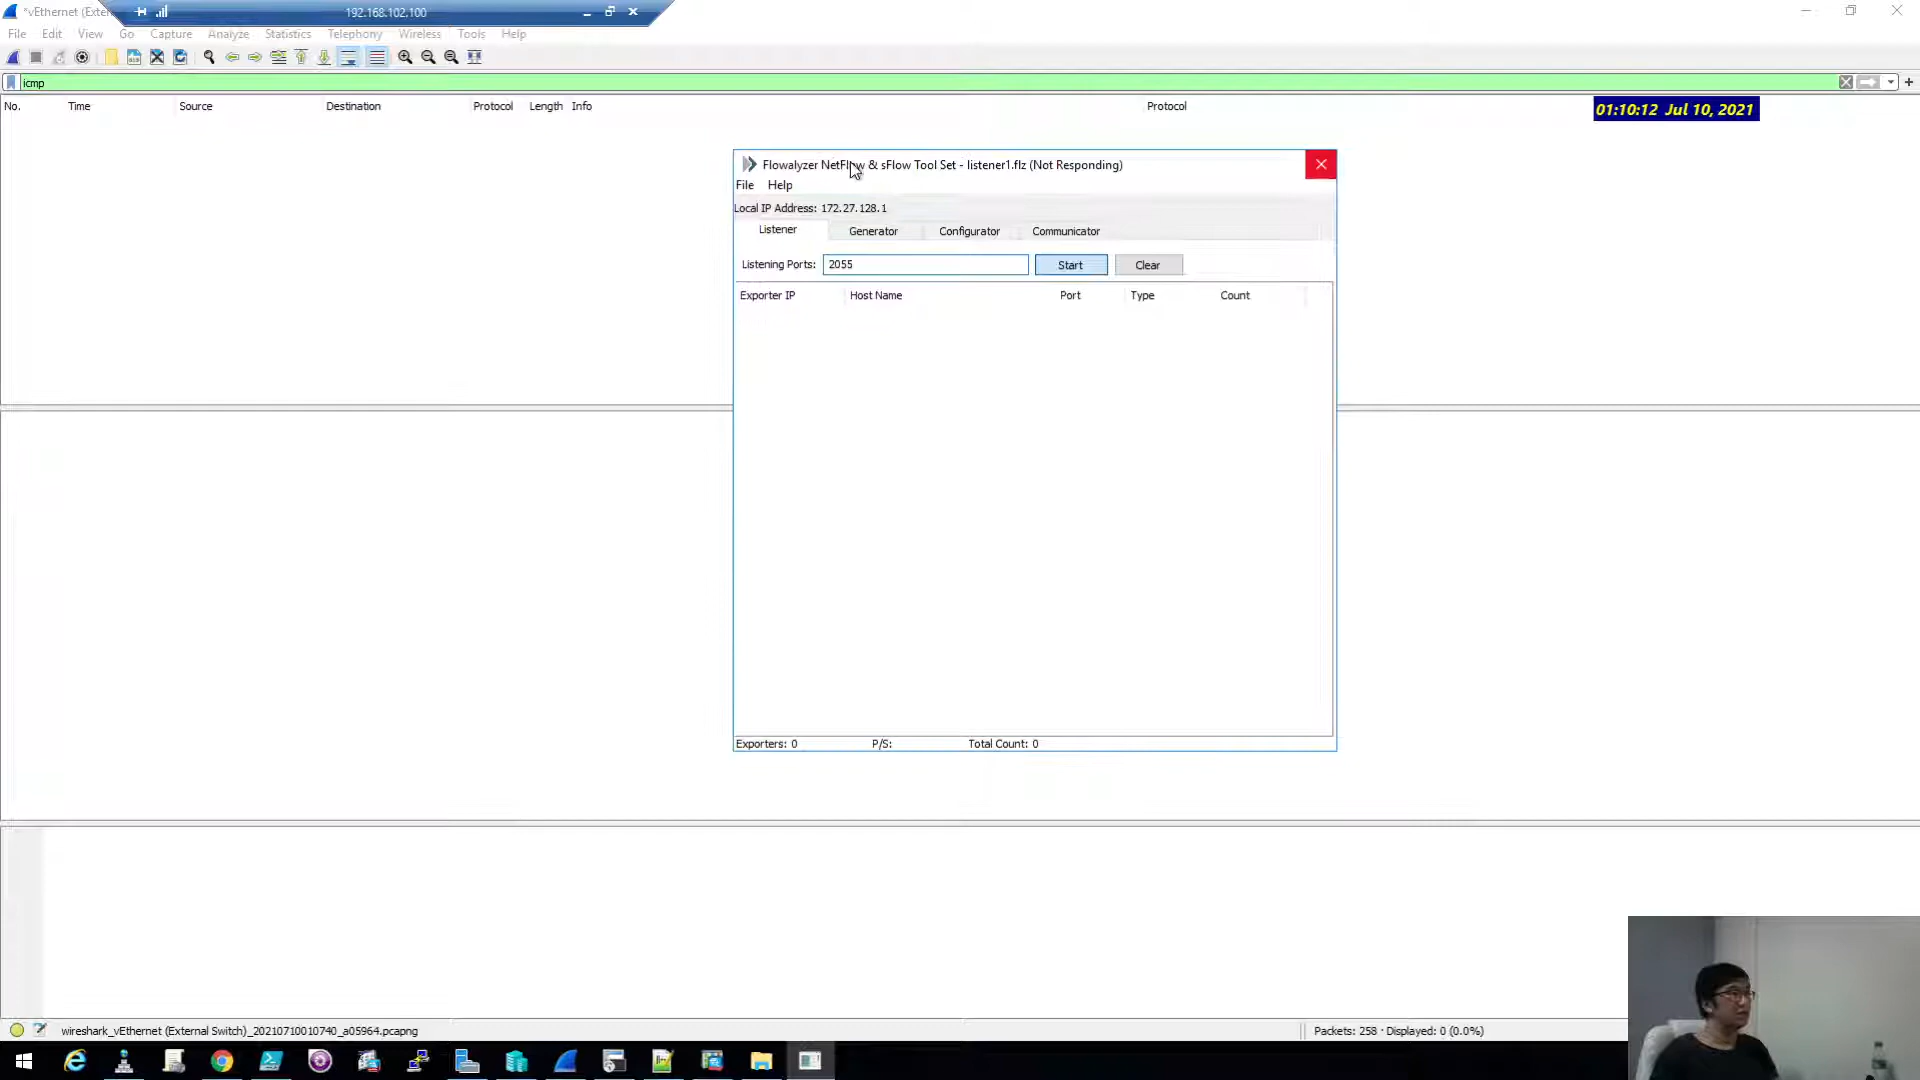 *vEthernet (Exter
192.168.102.100
File Edit View Go Capture Analyze Statistics Telephony Wireless Tools Help
icmp
No. Time Source Destination Protocol Length Info Protocol
01:10:12 Jul 10, 2021
Flowalyzer NetFlow & sFlow Tool Set - listener1.flz (Not Responding)
File Help
Local IP Address: 172.27.128.1
Listener Generator Configurator Communicator
Listening Ports: 2055 Start Clear
Exporter IP Host Name Port Type Count
Exporters: 0 P/S: Total Count: 0
wireshark_vEthernet (External Switch)_20210710010740_a05964.pcapng
Packets: 258 · Displayed: 0 (0.0%)